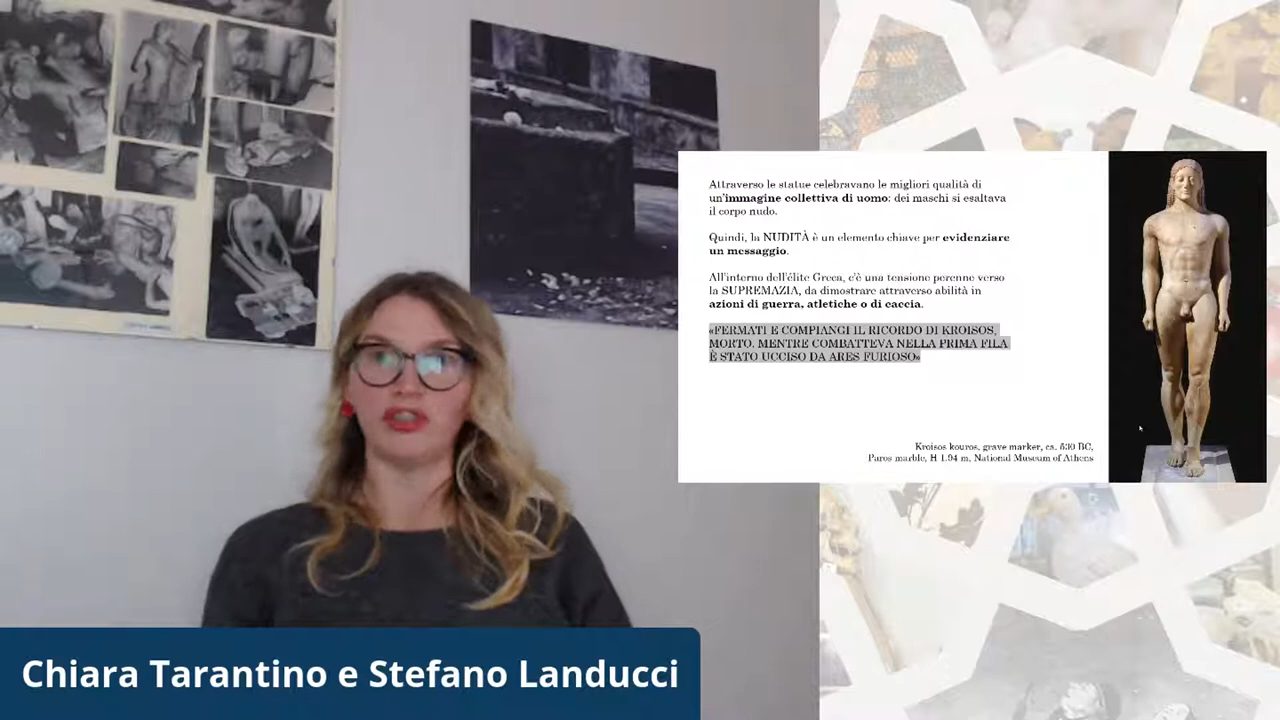 Attraverso le statue celebravano le migliori qualità di
un'immagine collettiva di uomo: dei maschi si esaltava
il corpo nudo.
Quindi, la NUDITÀ è un elemento chiave per evidenziare
un messaggio.
All'interno dell'élite Greca, c'è una tensione perenne verso
la SUPREMAZIA, da dimostrare attraverso abilità in
azioni di guerra, atletiche o di caccia.
«FERMATI E COMPIANGI IL RICORDO DI KROISOS,
MORTO. MENTRE COMBATTEVA NELLA PRIMA FILA
È STATO UCCISO DA ARES FURIOSO»
Kroisos kouros, grave marker, ca. 530 BC,
Paros marble, H 1.94 m, National Museum of Athens
Chiara Tarantino e Stefano Landucci